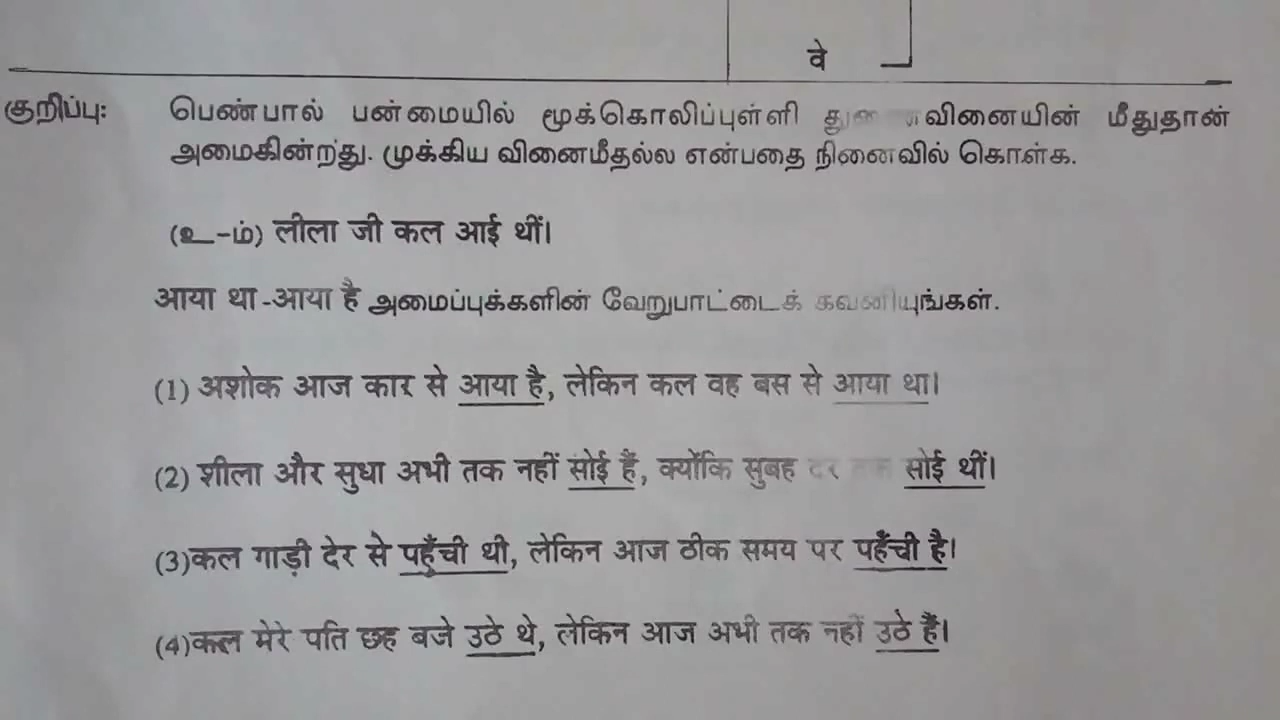 वे
குறிப்பு: பெண்பால் பன்மையில் மூக்கொலிப்புள்ளி துணைவினையின் மீதுதான்
அமைகின்றது. முக்கிய வினைமீதல்ல என்பதை நினைவில் கொள்க.
(உ-ம்) लीला जी कल आई थीं।
आया था -आया है அமைப்புக்களின் வேறுபாட்டைக் கவனியுங்கள்.
(1) अशोक आज कार से आया है, लेकिन कल वह बस से आया था।
(2) शीला और सुधा अभी तक नहीं सोई हैं, क्योंकि सुबह देर तक सोई थीं।
(3)कल गाड़ी देर से पहुँची थी, लेकिन आज ठीक समय पर पहुँची है।
(4)कल मेरे पति छह बजे उठे थे, लेकिन आज अभी तक नहीं उठे हैं।